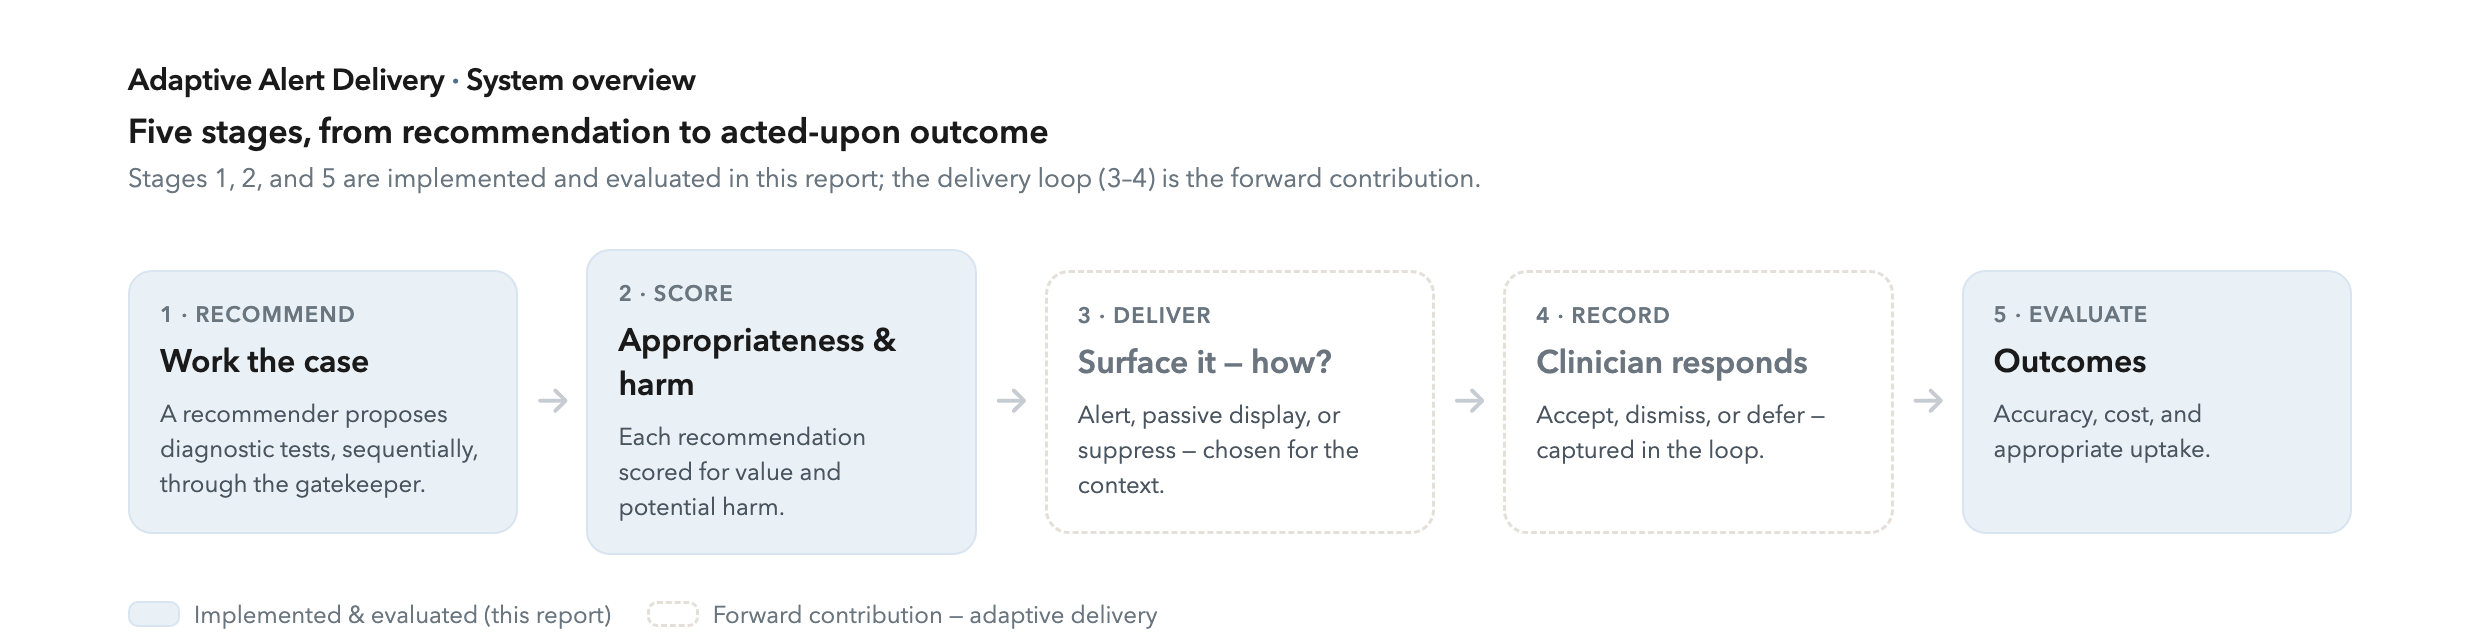 Adaptive Alert Delivery · System overview
Five stages, from recommendation to acted-upon outcome
Stages 1, 2, and 5 are implemented and evaluated in this report; the delivery loop (3–4) is the forward contribution.
1 · RECOMMEND
Work the case
A recommender proposes
diagnostic tests, sequentially,
through the gatekeeper.
2 · SCORE
Appropriateness &
harm
Each recommendation
scored for value and
potential harm.
3 · DELIVER
Surface it – how?
Alert, passive display, or
suppress – chosen for the
context.
4 · RECORD
Clinician responds
Accept, dismiss, or defer –
captured in the loop.
5 · EVALUATE
Outcomes
Accuracy, cost, and
appropriate uptake.
Implemented & evaluated (this report)
Forward contribution – adaptive delivery